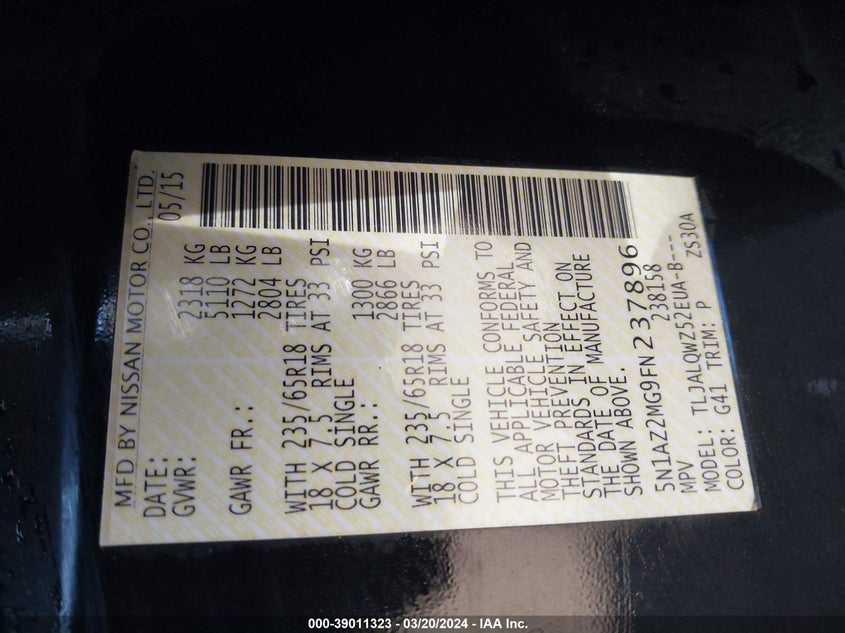 MFD BY NISSAN MOTOR CO., LTD.
DATE: 05/15
GVWR: 2318 KG
5110 LB
GAWR FR.: 1272 KG
2804 LB
WITH 235/65R18 TIRES
18 X 7.5 RIMS AT 33 PSI
COLD SINGLE
GAWR RR.: 1300 KG
2866 LB
WITH 235/65R18 TIRES
18 X 7.5 RIMS AT 33 PSI
COLD SINGLE
THIS VEHICLE CONFORMS TO
ALL APPLICABLE FEDERAL
MOTOR VEHICLE SAFETY AND
THEFT PREVENTION
STANDARDS IN EFFECT ON
THE DATE OF MANUFACTURE
SHOWN ABOVE.
5N1AZ2MG9FN237896
MPV 238158
MODEL: TLJALQWZ52EUA-B---
COLOR: G41 TRIM: P ZS30A
000-39011323 - 03/20/2024 - IAA Inc.